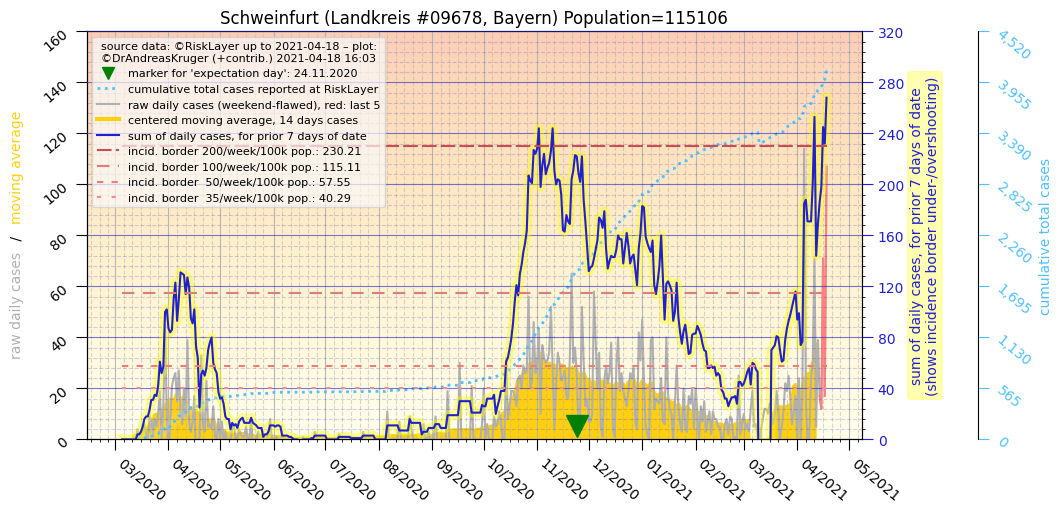 Schweinfurt (Landkreis #09678, Bayern) Population=115106
source data: ©RiskLayer up to 2021-04-18 – plot:
©DrAndreasKruger (+contrib.) 2021-04-18 16:03
marker for 'expectation day': 24.11.2020
cumulative total cases reported at RiskLayer
raw daily cases (weekend-flawed), red: last 5
centered moving average, 14 days cases
sum of daily cases, for prior 7 days of date
incid. border 200/week/100k pop.: 230.21
incid. border 100/week/100k pop.: 115.11
incid. border  50/week/100k pop.: 57.55
incid. border  35/week/100k pop.: 40.29
raw daily cases  /  moving average
160
140
120
100
80
60
40
20
0
03/2020
04/2020
05/2020
06/2020
07/2020
08/2020
09/2020
10/2020
11/2020
12/2020
01/2021
02/2021
03/2021
04/2021
05/2021
320
280
240
200
160
120
80
40
0
sum of daily cases, for prior 7 days of date
(shows incidence border under-/overshooting)
4,520
3,955
3,390
2,825
2,260
1,695
1,130
565
0
cumulative total cases